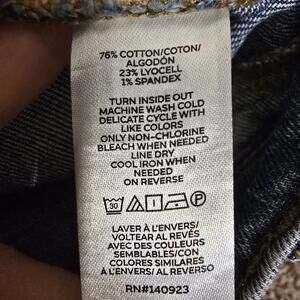 76% COTTON/COTON/
ALGODÓN
23% LYOCELL
1% SPANDEX
TURN INSIDE OUT
MACHINE WASH COLD
DELICATE CYCLE WITH
LIKE COLORS
ONLY NON-CHLORINE
BLEACH WHEN NEEDED
LINE DRY
COOL IRON WHEN
NEEDED
ON REVERSE
30
P
LAVER À L'ENVERS/
VOLTEAR AL REVÉS
AVEC DES COULEURS
SEMBLABLES/CON
COLORES SIMILARES
À L'ENVERS/ AL REVERSO
RN#140923